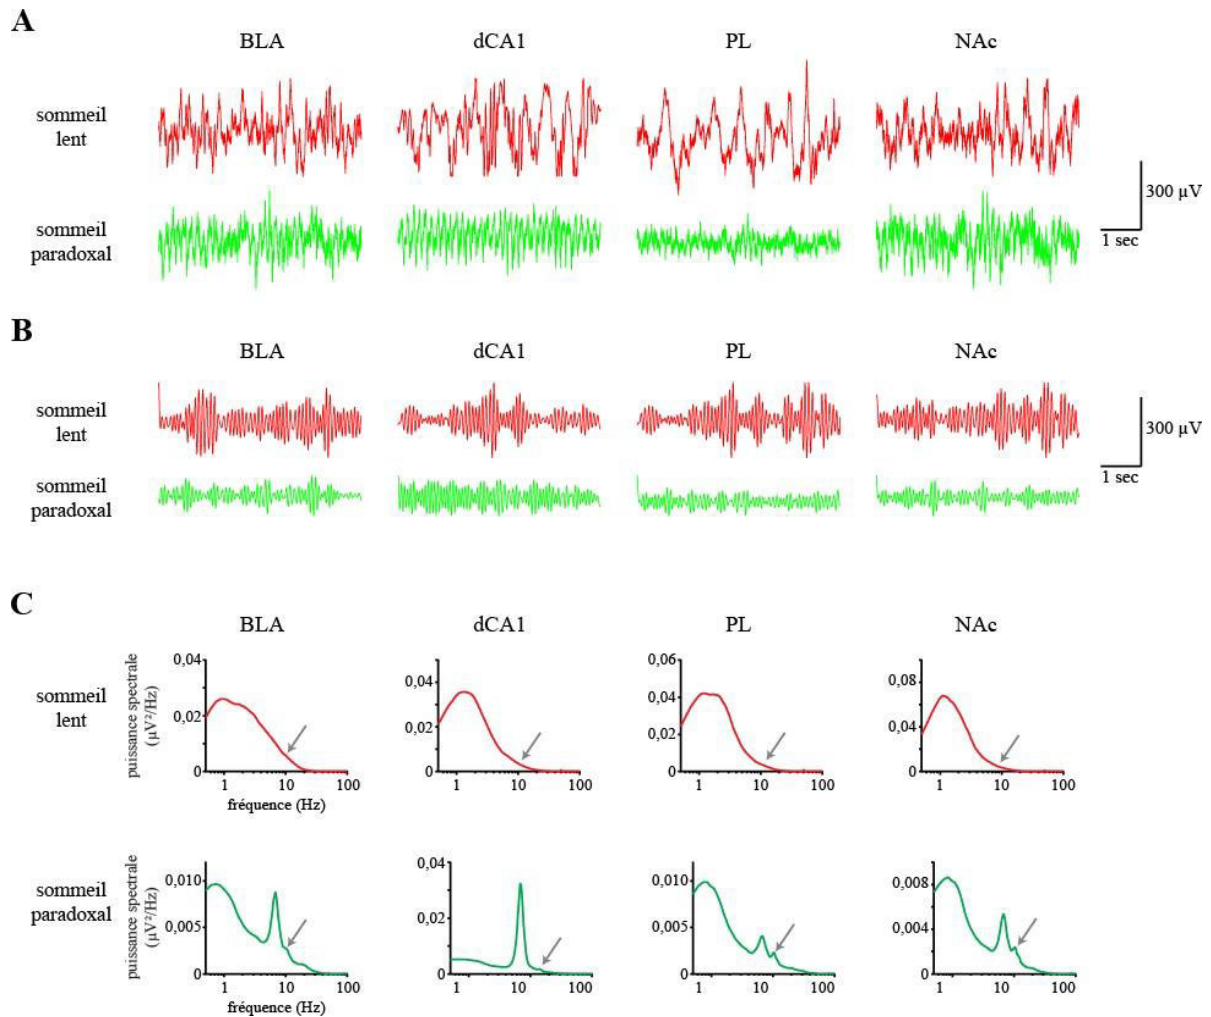 A
BLA dCA1 PL NAc
sommeil
lent
300 µV
sommeil
paradoxal
1 sec
B
BLA dCA1 PL NAc
sommeil
lent
300 µV
sommeil
paradoxal
1 sec
C
BLA dCA1 PL NAc
sommeil
lent
puissance spectrale
(µV²/Hz)
0,04
0,02
0
1 10 100
fréquence (Hz)
0,04
0,02
0
1 10 100
0,06
0,04
0,02
0
1 10 100
0,08
0,04
0
1 10 100
sommeil
paradoxal
puissance spectrale
(µV²/Hz)
0,010
0,005
0
1 10 100
fréquence (Hz)
0,04
0,02
0
1 10 100
0,010
0,005
0
1 10 100
0,008
0,004
0
1 10 100